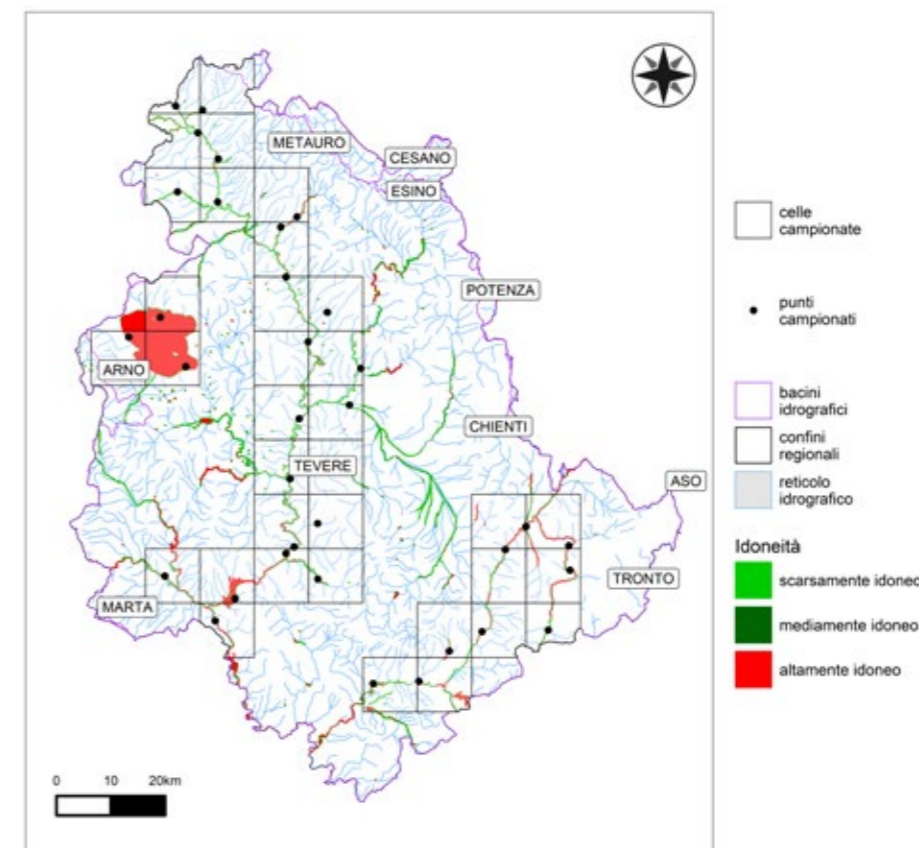 METAURO
CESANO
ESINO
POTENZA
ARNO
CHIENTI
TEVERE
ASO
TRONTO
MARTA
0 10 20km
celle
campionate
punti
campionati
bacini
idrografici
confini
regionali
reticolo
idrografico
Idoneità
scarsamente idoneo
mediamente idoneo
altamente idoneo